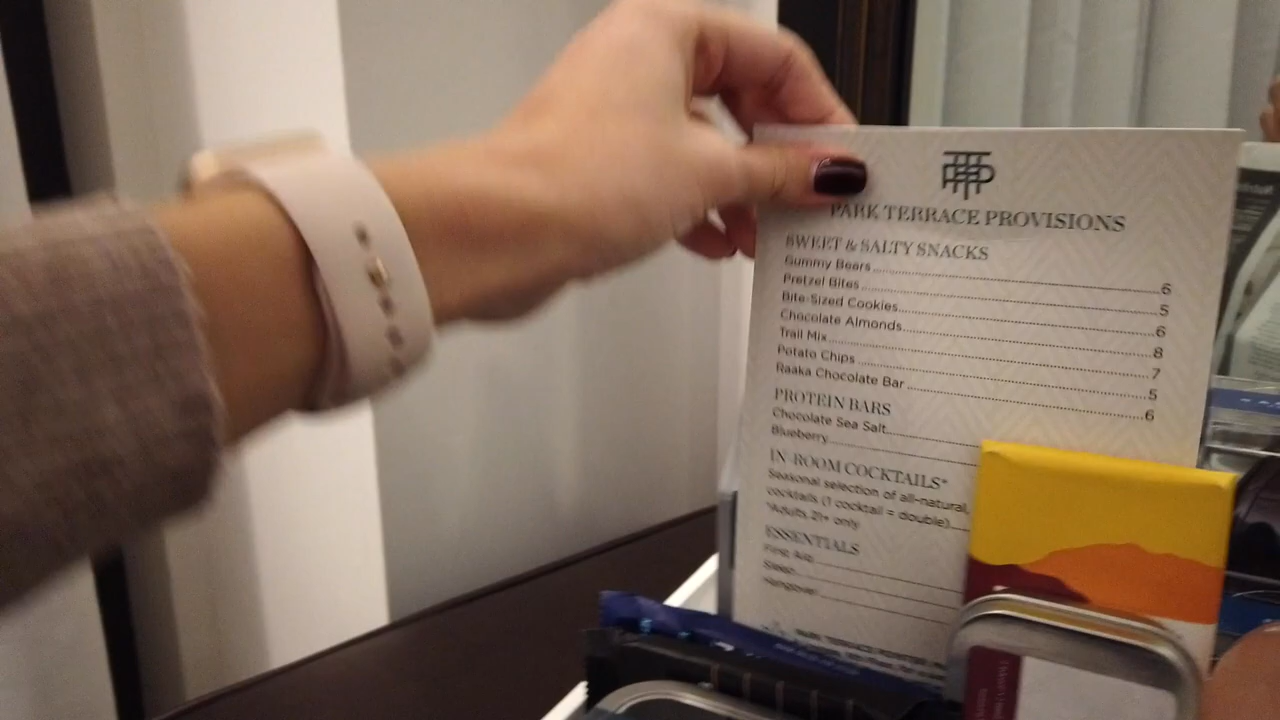 PARK TERRACE PROVISIONS
SWEET & SALTY SNACKS
Gummy Bears 6
Pretzel Bites 5
Bite-Sized Cookies 6
Chocolate Almonds 8
Trail Mix 7
Potato Chips 5
Raaka Chocolate Bar 6
PROTEIN BARS
Chocolate Sea Salt
Blueberry
IN-ROOM COCKTAILS*
Seasonal selection of all-natural,
cocktails (1 cocktail = double)
*Adults 21+ only
ESSENTIALS
First Aid
Sleep
Hangover
PARK TERRACE